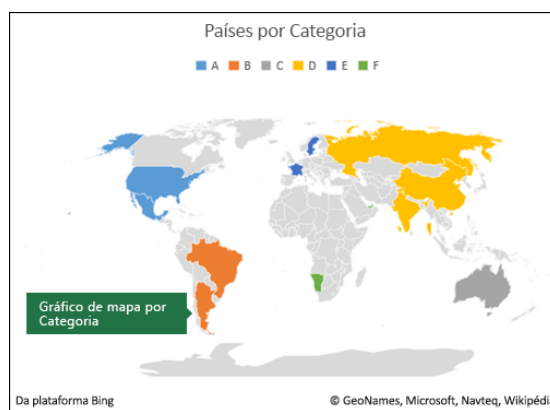 Países por Categoria
A B C D E F
Gráfico de mapa por
Categoria
Da plataforma Bing
© GeoNames, Microsoft, Navteq, Wikipédi